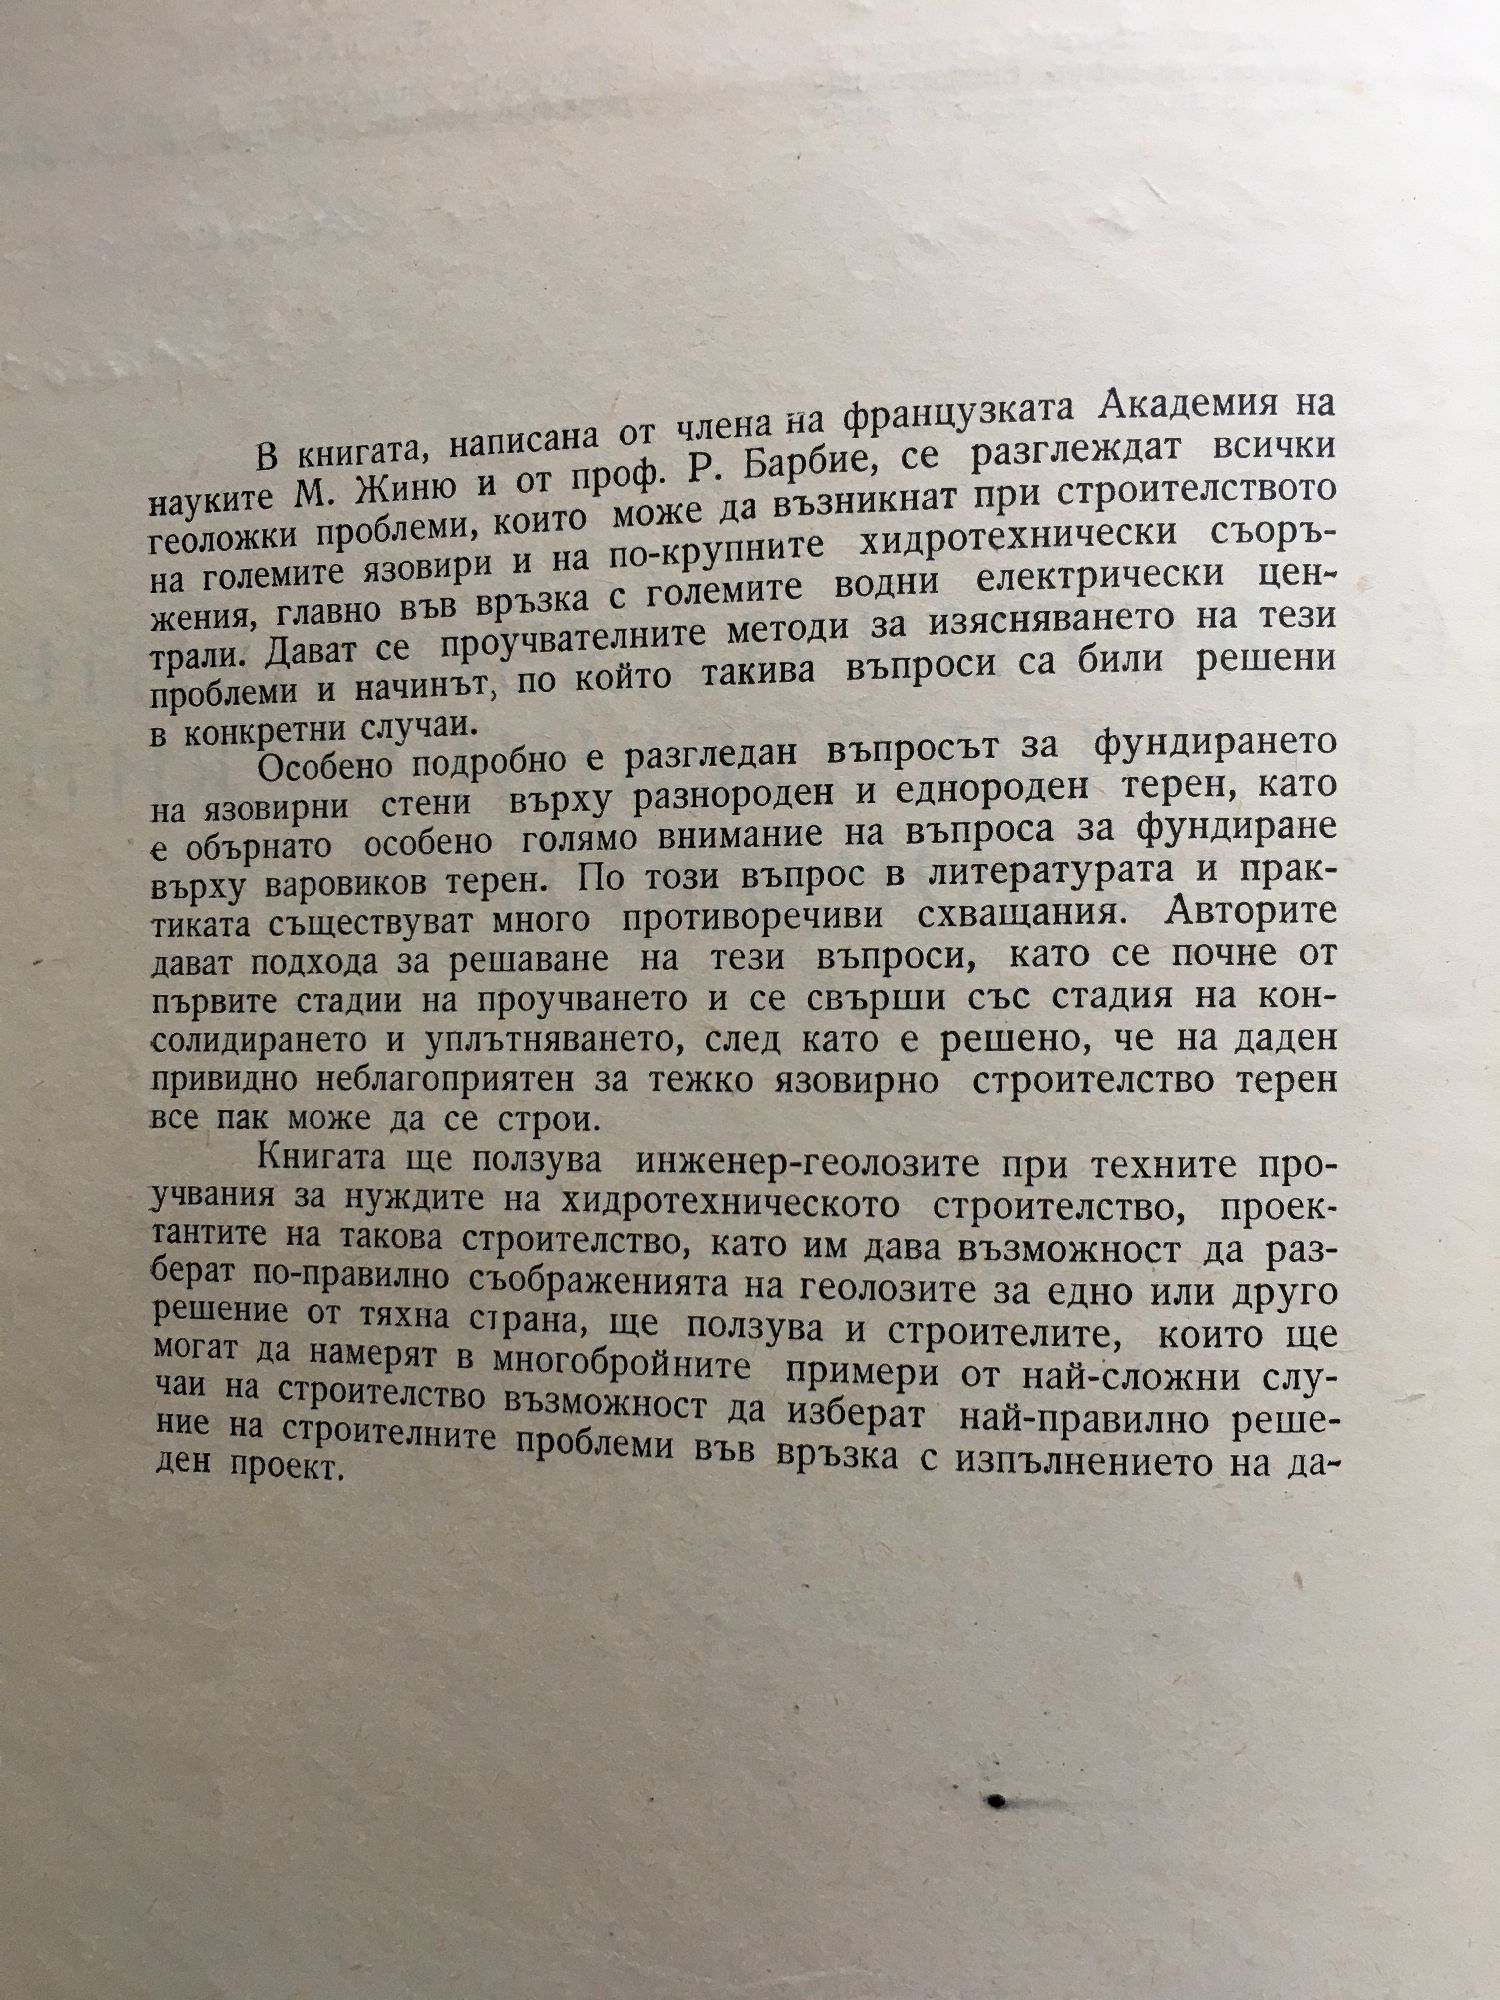 В книгата, написана от члена на французката Академия на
науките М. Жиню и от проф. Р. Барбие, се разглеждат всички
геоложки проблеми, които може да възникнат при строителството
на големите язовири и на по-крупните хидротехнически съоръ-
жения, главно във връзка с големите водни електрически цен-
трали. Дават се проучвателните методи за изясняването на тези
проблеми и начинът, по който такива въпроси са били решени
в конкретни случаи.
Особено подробно е разгледан въпросът за фундирането
на язовирни стени върху разнороден и еднороден терен, като
е обърнато особено голямо внимание на въпроса за фундиране
върху варовиков терен. По този въпрос в литературата и прак-
тиката съществуват много противоречиви схващания. Авторите
дават подхода за решаване на тези въпроси, като се почне от
първите стадии на проучването и се свърши със стадия на кон-
солидирането и уплътняването, след като е решено, че на даден
привидно неблагоприятен за тежко язовирно строителство терен
все пак може да се строи.
Книгата ще ползува инженер-геолозите при техните про-
учвания за нуждите на хидротехническото строителство, проек-
тантите на такова строителство, като им дава възможност да раз-
берат по-правилно съображенията на геолозите за едно или друго
решение от тяхна страна, ще ползува и строителите, които ще
могат да намерят в многобройните примери от най-сложни слу-
чаи на строителство възможност да изберат най-правилно реше-
ние на строителните проблеми във връзка с изпълнението на да-
ден проект.